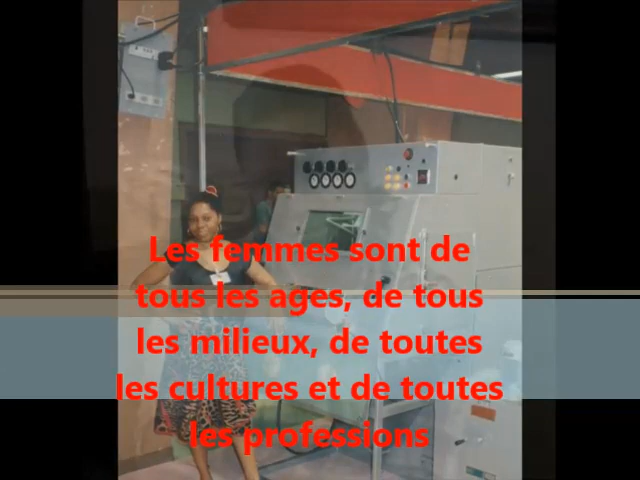 Les femmes sont de
tous les ages, de tous
les milieux, de toutes
les cultures et de toutes
les professions